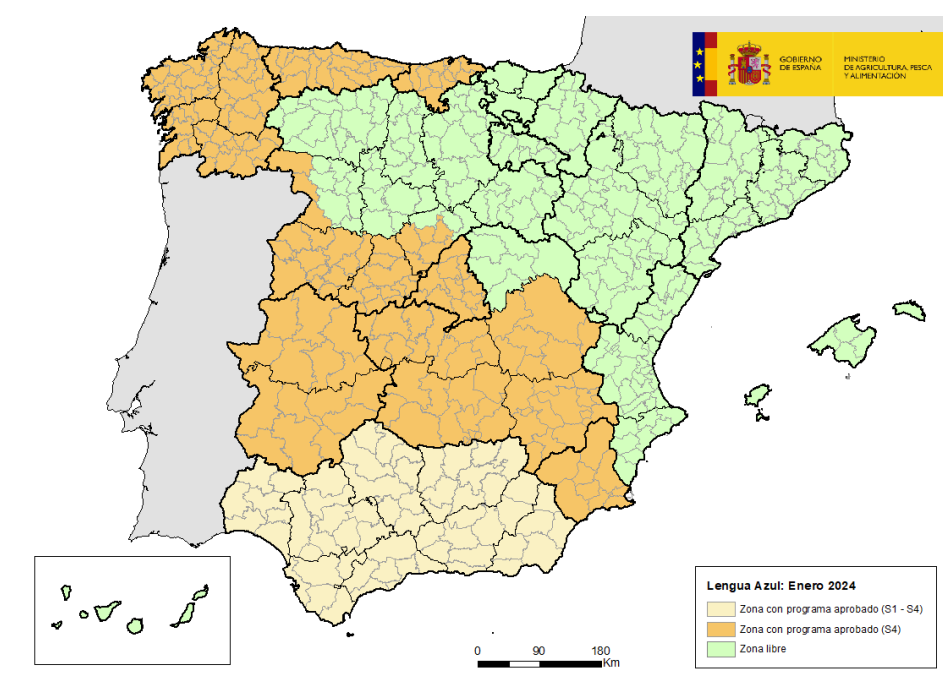 GOBIERNO
DE ESPAÑA
MINISTERIO
DE AGRICULTURA, PESCA
Y ALIMENTACIÓN
Lengua Azul: Enero 2024
Zona con programa aprobado (S1 - S4)
Zona con programa aprobado (S4)
Zona libre
0 90 180
Km